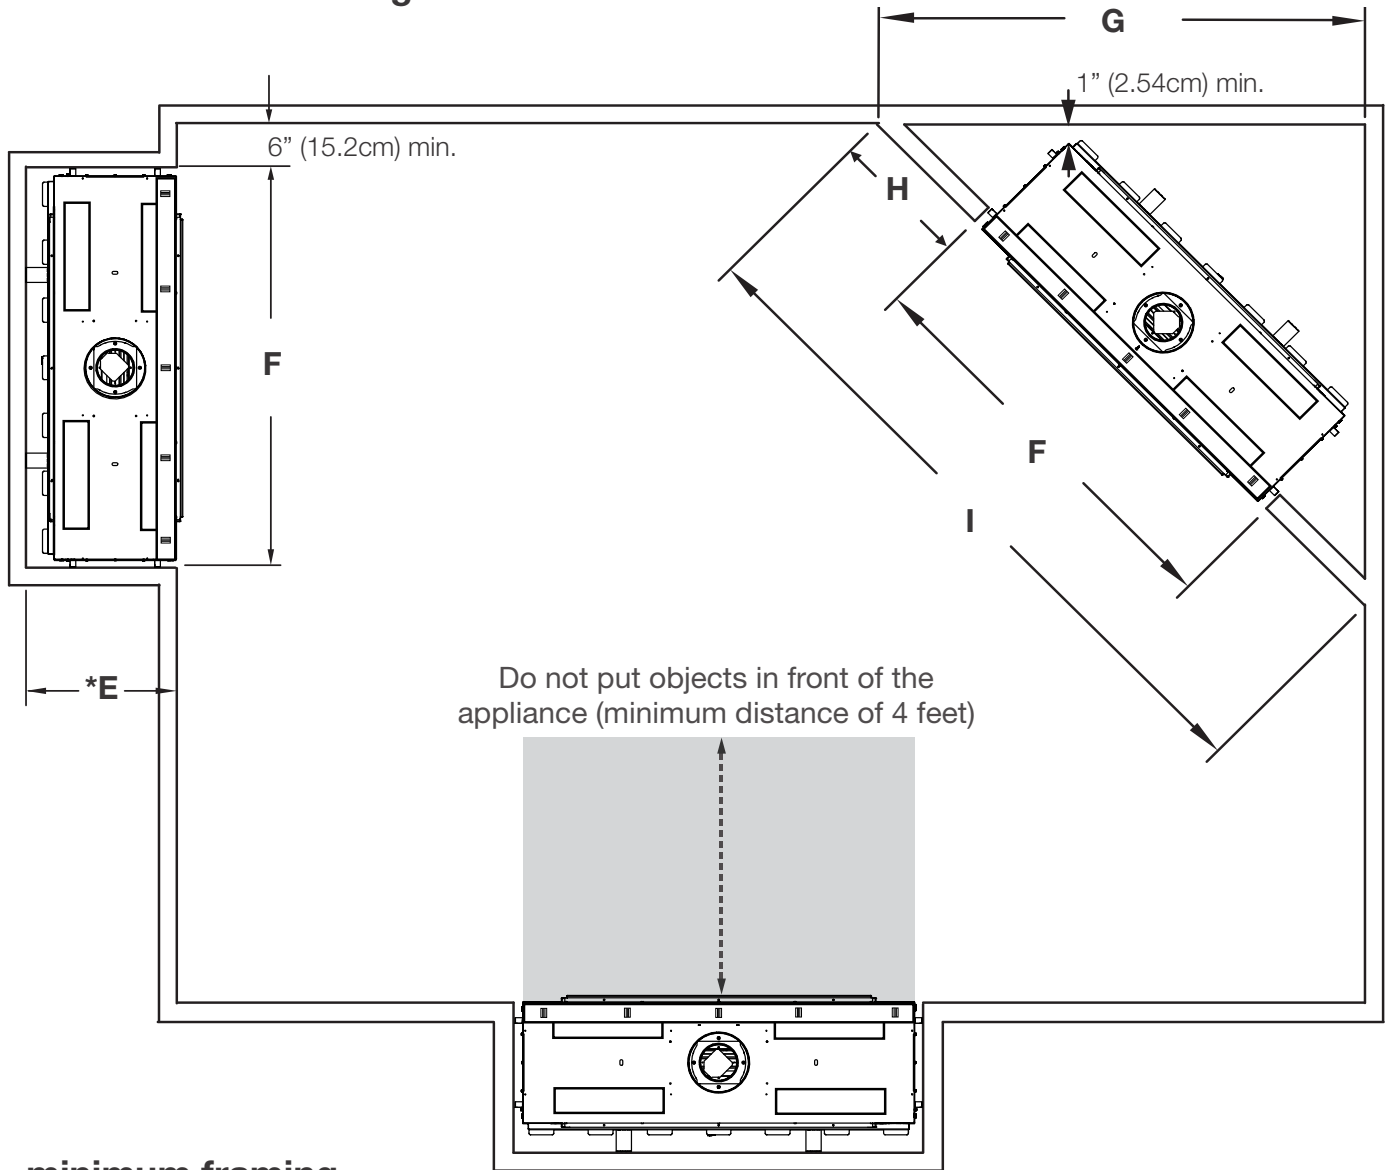 G
1” (2.54cm) min.
6” (15.2cm) min.
H
F
F
I
*E
Do not put objects in front of the
appliance (minimum distance of 4 feet)
minimum framing